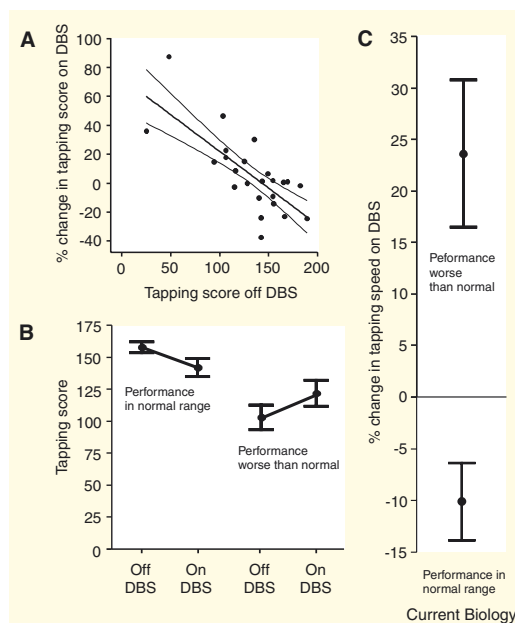 A
% change in tapping score on DBS
100
80
60
40
20
0
-20
-40
0 50 100 150 200
Tapping score off DBS
B
Tapping score
175
150
125
100
75
50
25
0
Performance
in normal range
Performance
worse than normal
Off
DBS
On
DBS
Off
DBS
On
DBS
C
% change in tapping speed on DBS
35
30
25
20
15
10
5
0
-5
-10
-15
Peformance
worse
than normal
Performance in
normal range
Current Biology